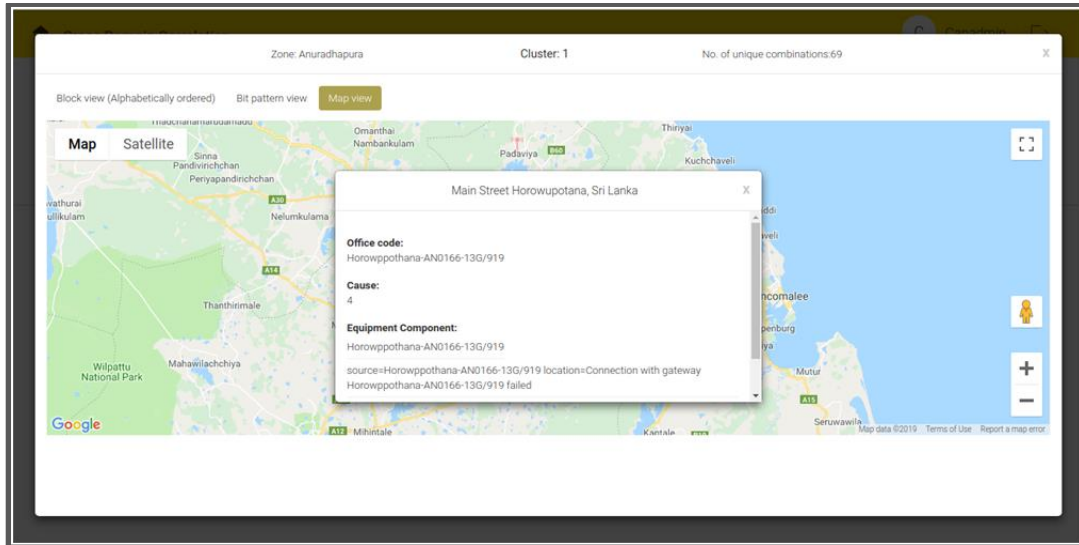 Zone: Anuradhapura Cluster: 1 No. of unique combinations:69 X
Block view (Alphabetically ordered) Bit pattern view Map view
Map Satellite
Omanthai
Nambankulam
Padaviya
B60
Thiriyai
Kuchchaveli
Sinna
Pandivirichchan
Periyapandirichchan
A30
Nelumkulama
A14
Thanthirimale
Wilpattu
National Park
Mahawilachchiya
Main Street Horowupotana, Sri Lanka X
Office code:
Horowppothana-AN0166-13G/919
Cause:
4
Equipment Component:
Horowppothana-AN0166-13G/919
source=Horowppothana-AN0166-13G/919 location=Connection with gateway
Horowppothana-AN0166-13G/919 failed
Mutur
A15
Seruwawila
A12 Mihintale
Kantale
Google
Map data ©2019 Terms of Use Report a map error